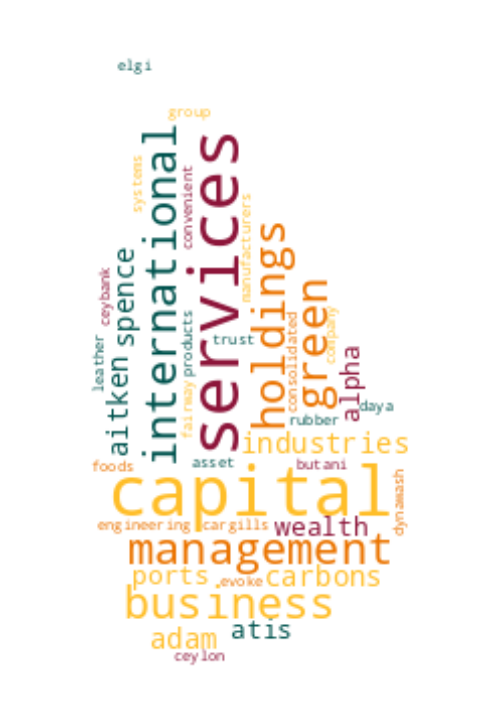 elgi
group
systems
international
convenient
services
manufacturers
holdings
green
spence
aitken
ceybank
leather
products
fairway
trust
consolidated
company
alpha
daya
rubber
industries
foods
asset
butani
capital
dynawash
engineering
cargills
wealth
management
ports
evoke
carbons
business
adam
atis
ceylon